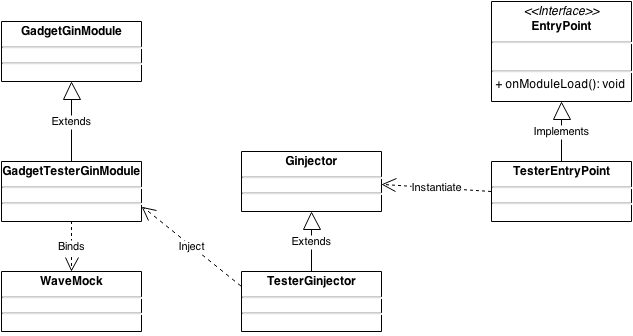 GadgetGinModule
<<Interface>>
EntryPoint
+ onModuleLoad(): void
Extends
Implements
GadgetTesterGinModule
Ginjector
TesterEntryPoint
Instantiate
Binds
Inject
Extends
WaveMock
TesterGinjector